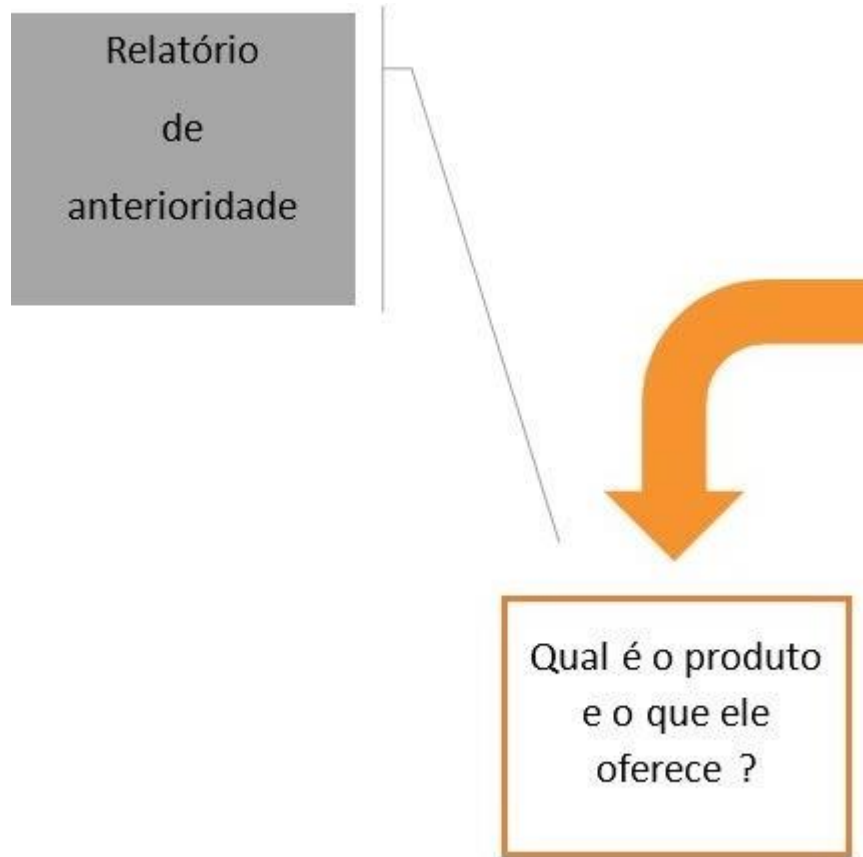 Relatório
de
anterioridade
Qual é o produto
e o que ele
oferece ?